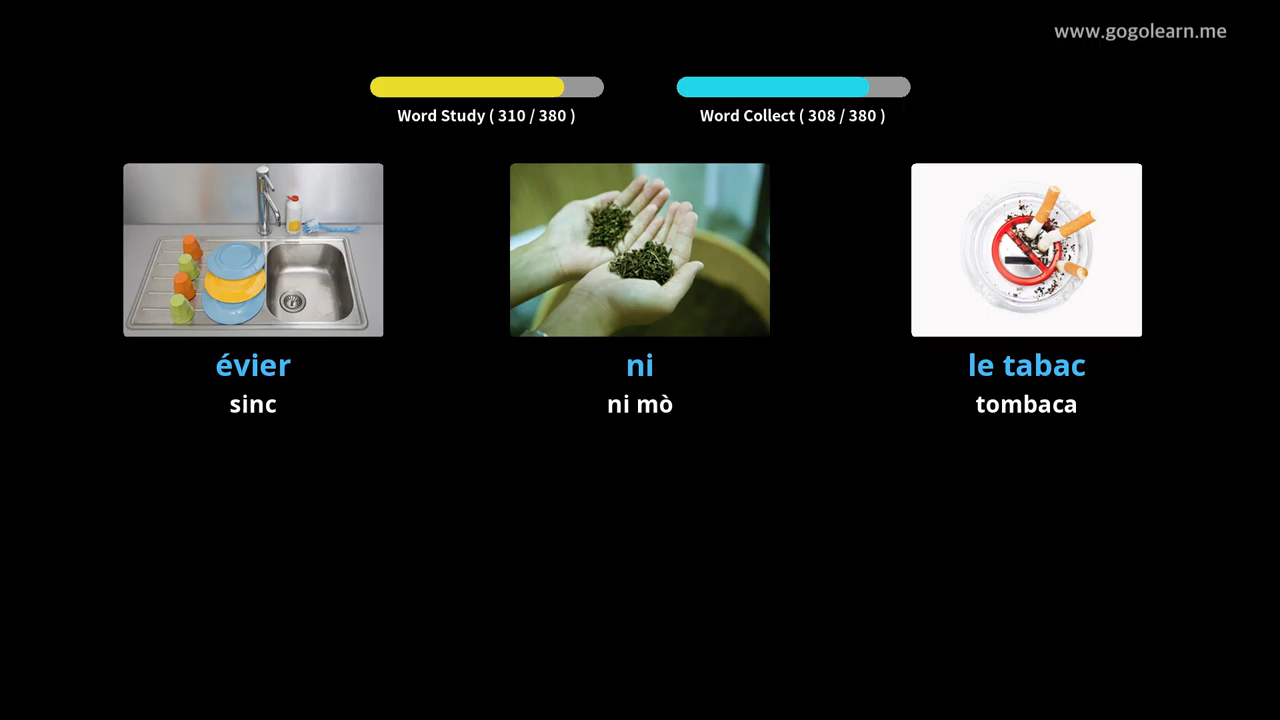 www.gogolearn.me
Word Study ( 310 / 380 )
Word Collect ( 308 / 380 )
évier
sinc
ni
ni mò
le tabac
tombaca